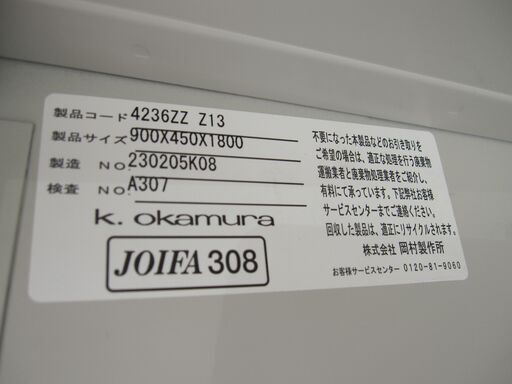 製品コード 4236ZZ Z13
製品サイズ 900X450X1800
製造 NO. 230205K08
検査 NO. A307
k. okamura
JOIFA 308
不要になった本製品などのお引き取りを
ご希望の場合は、適正な処理を行う廃棄物
運搬業者と廃棄物処理業者をご紹介し、
有料にて承っています。下記弊社お客様
サービスセンターまでご連絡ください。
回収した製品は、適正にリサイクルされます。
株式会社 岡村製作所
お客様サービスセンター 0120-81-9060